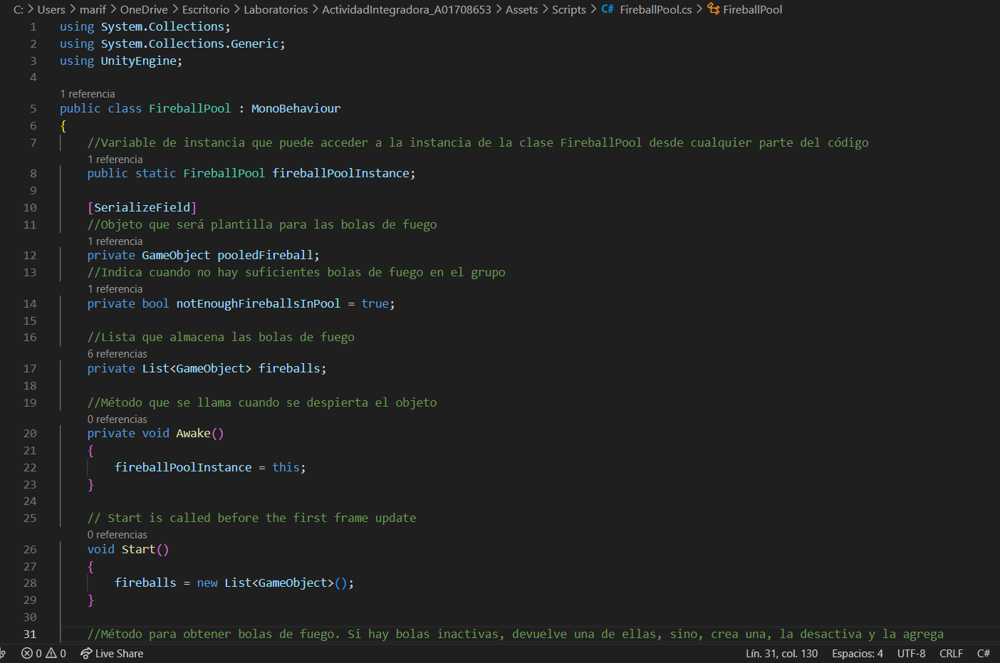 C: > Users > marif > OneDrive > Escritorio > Laboratorios > ActividadIntegradora_A01708653 > Assets > Scripts > C# FireballPool.cs > FireballPool
1 using System.Collections;
2 using System.Collections.Generic;
3 using UnityEngine;
4
1 referencia
5 public class FireballPool : MonoBehaviour
6 {
7 //Variable de instancia que puede acceder a la instancia de la clase FireballPool desde cualquier parte del código
1 referencia
8 public static FireballPool fireballPoolInstance;
9
10 [SerializeField]
11 //Objeto que será plantilla para las bolas de fuego
1 referencia
12 private GameObject pooledFireball;
13 //Indica cuando no hay suficientes bolas de fuego en el grupo
1 referencia
14 private bool notEnoughFireballsInPool = true;
15
16 //Lista que almacena las bolas de fuego
6 referencias
17 private List<GameObject> fireballs;
18
19 //Método que se llama cuando se despierta el objeto
0 referencias
20 private void Awake()
21 {
22 fireballPoolInstance = this;
23 }
24
25 // Start is called before the first frame update
0 referencias
26 void Start()
27 {
28 fireballs = new List<GameObject>();
29 }
30
31 //Método para obtener bolas de fuego. Si hay bolas inactivas, devuelve una de ellas, sino, crea una, la desactiva y la agrega
0 0 Live Share Lín. 31, col. 130 Espacios: 4 UTF-8 CRLF C#